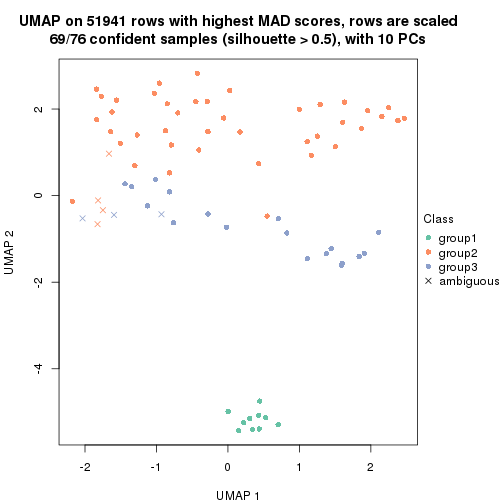 UMAP on 51941 rows with highest MAD scores, rows are scaled
69/76 confident samples (silhouette > 0.5), with 10 PCs
2
0
-2
-4
UMAP 2
-2
-1
0
1
2
UMAP 1
Class
group1
group2
group3
ambiguous